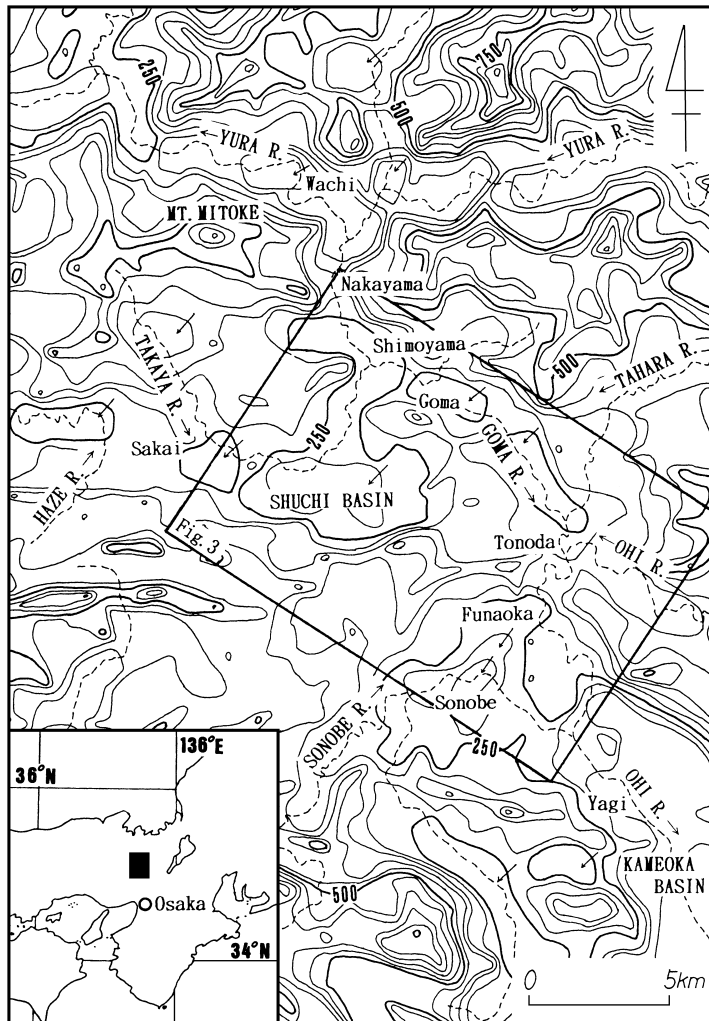 250
750
500
YURA R.
YURA R.
Wachi
MT. MITOKE
Nakayama
Shimoyama
500
TAHARA R.
TAKAYA R.
Goma
250
GOMA R.
Sakai
SHUCHI BASIN
HAZE R.
Fig. 3
Tonoda
OHI R.
Funaoka
Sonobe
SONOBE R.
250
OHI R.
Yagi
KAMEOKA
BASIN
500
136°E
36°N
Osaka
34°N
0 5km